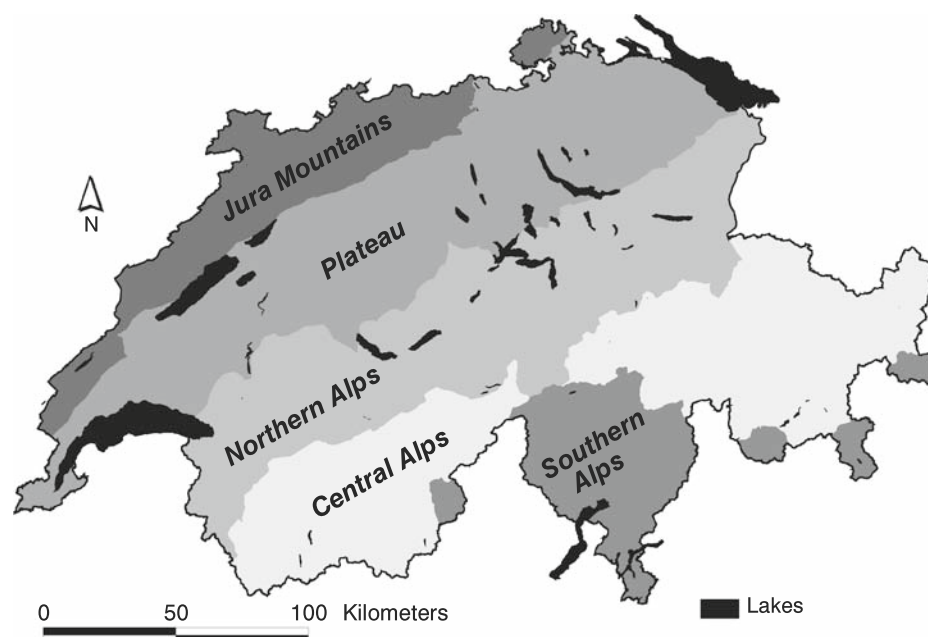 Jura Mountains
N
Plateau
Northern Alps
Central Alps
Southern
Alps
0 50 100 Kilometers
Lakes